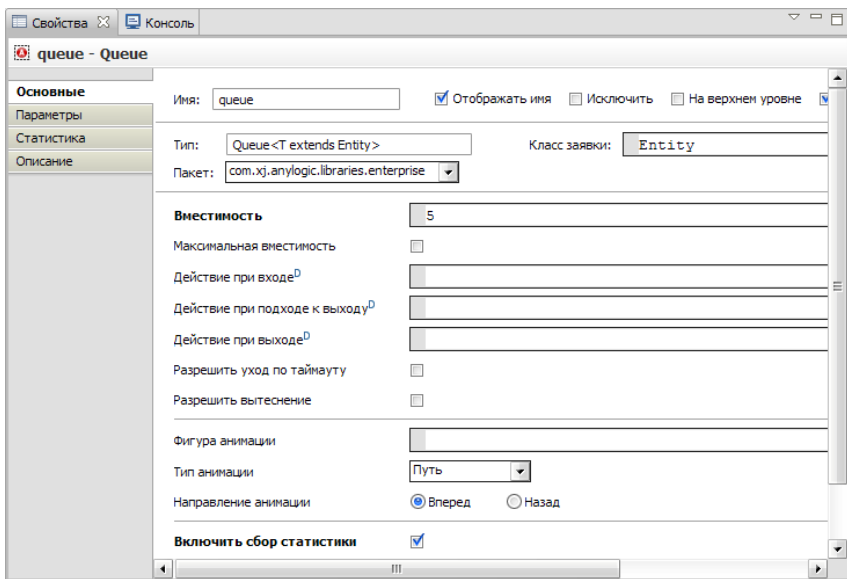 Свойства Консоль
queue - Queue
Основные
Параметры
Статистика
Описание
Имя: queue Отображать имя Исключить На верхнем уровне
Тип: Queue<T extends Entity> Класс заявки: Entity
Пакет: com.xj.anylogic.libraries.enterprise
Вместимость 5
Максимальная вместимость
Действие при входеD
Действие при подходе к выходуD
Действие при выходеD
Разрешить уход по таймауту
Разрешить вытеснение
Фигура анимации
Тип анимации Путь
Направление анимации Вперед Назад
Включить сбор статистики